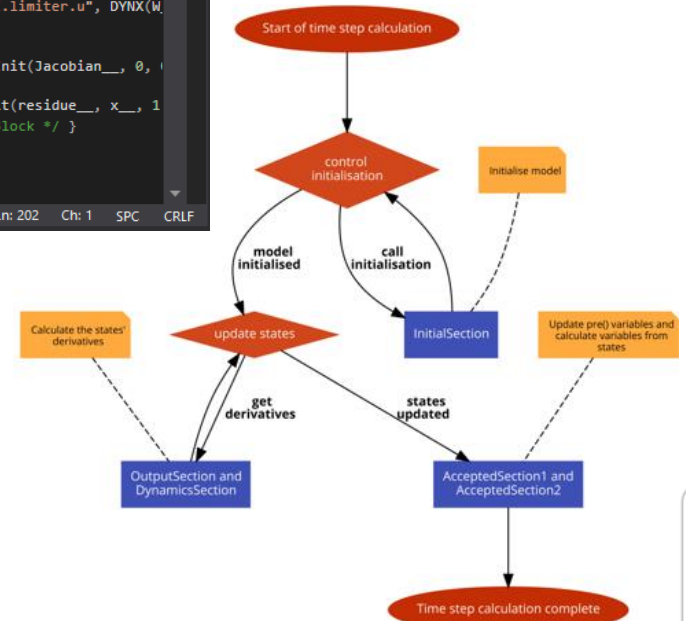 .limiter.u", DYNX(W_
nit(Jacobian__, 0,
t(residue__, x__, 1
lock */ }
n: 202 Ch: 1 SPC CRLF
Start of time step calculation
control
initialisation
Initialise model
model
initialised
call
initialisation
Calculate the states'
derivatives
update states
InitialSection
Update pre() variables and
calculate variables from
states
get
derivatives
states
updated
OutputSection and
DynamicsSection
AcceptedSection1 and
AcceptedSection2
Time step calculation complete